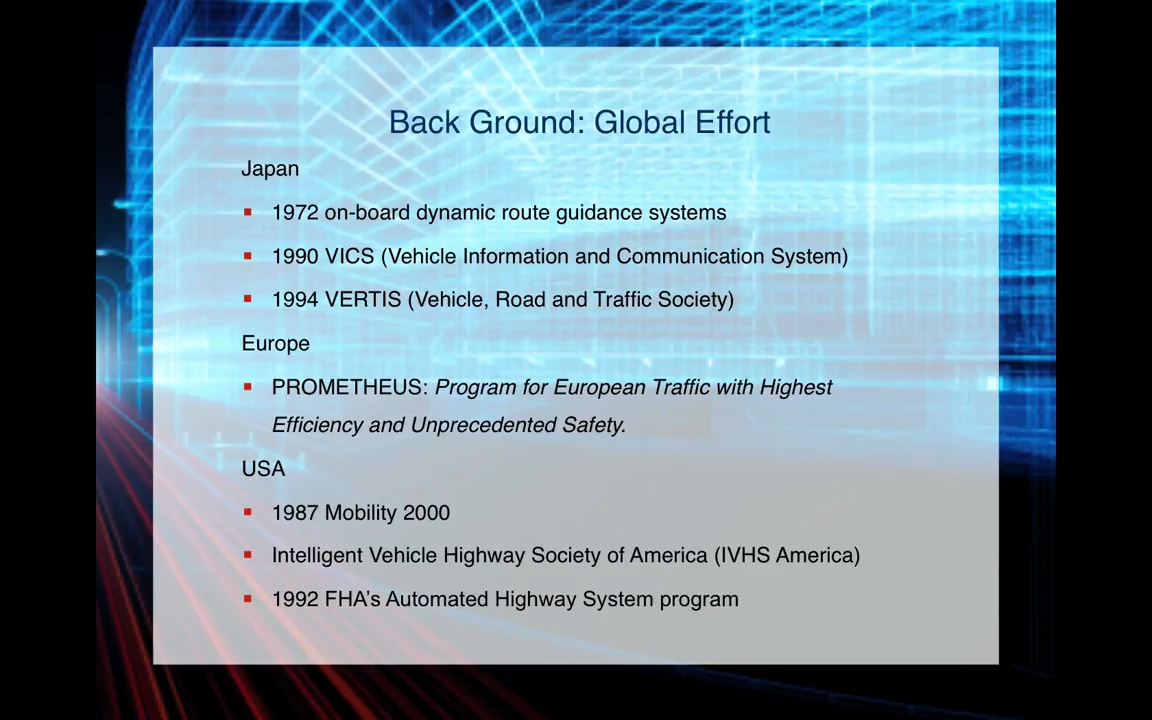 Back Ground: Global Effort
Japan
▪ 1972 on-board dynamic route guidance systems
▪ 1990 VICS (Vehicle Information and Communication System)
▪ 1994 VERTIS (Vehicle, Road and Traffic Society)
Europe
▪ PROMETHEUS: Program for European Traffic with Highest
Efficiency and Unprecedented Safety.
USA
▪ 1987 Mobility 2000
▪ Intelligent Vehicle Highway Society of America (IVHS America)
▪ 1992 FHA’s Automated Highway System program